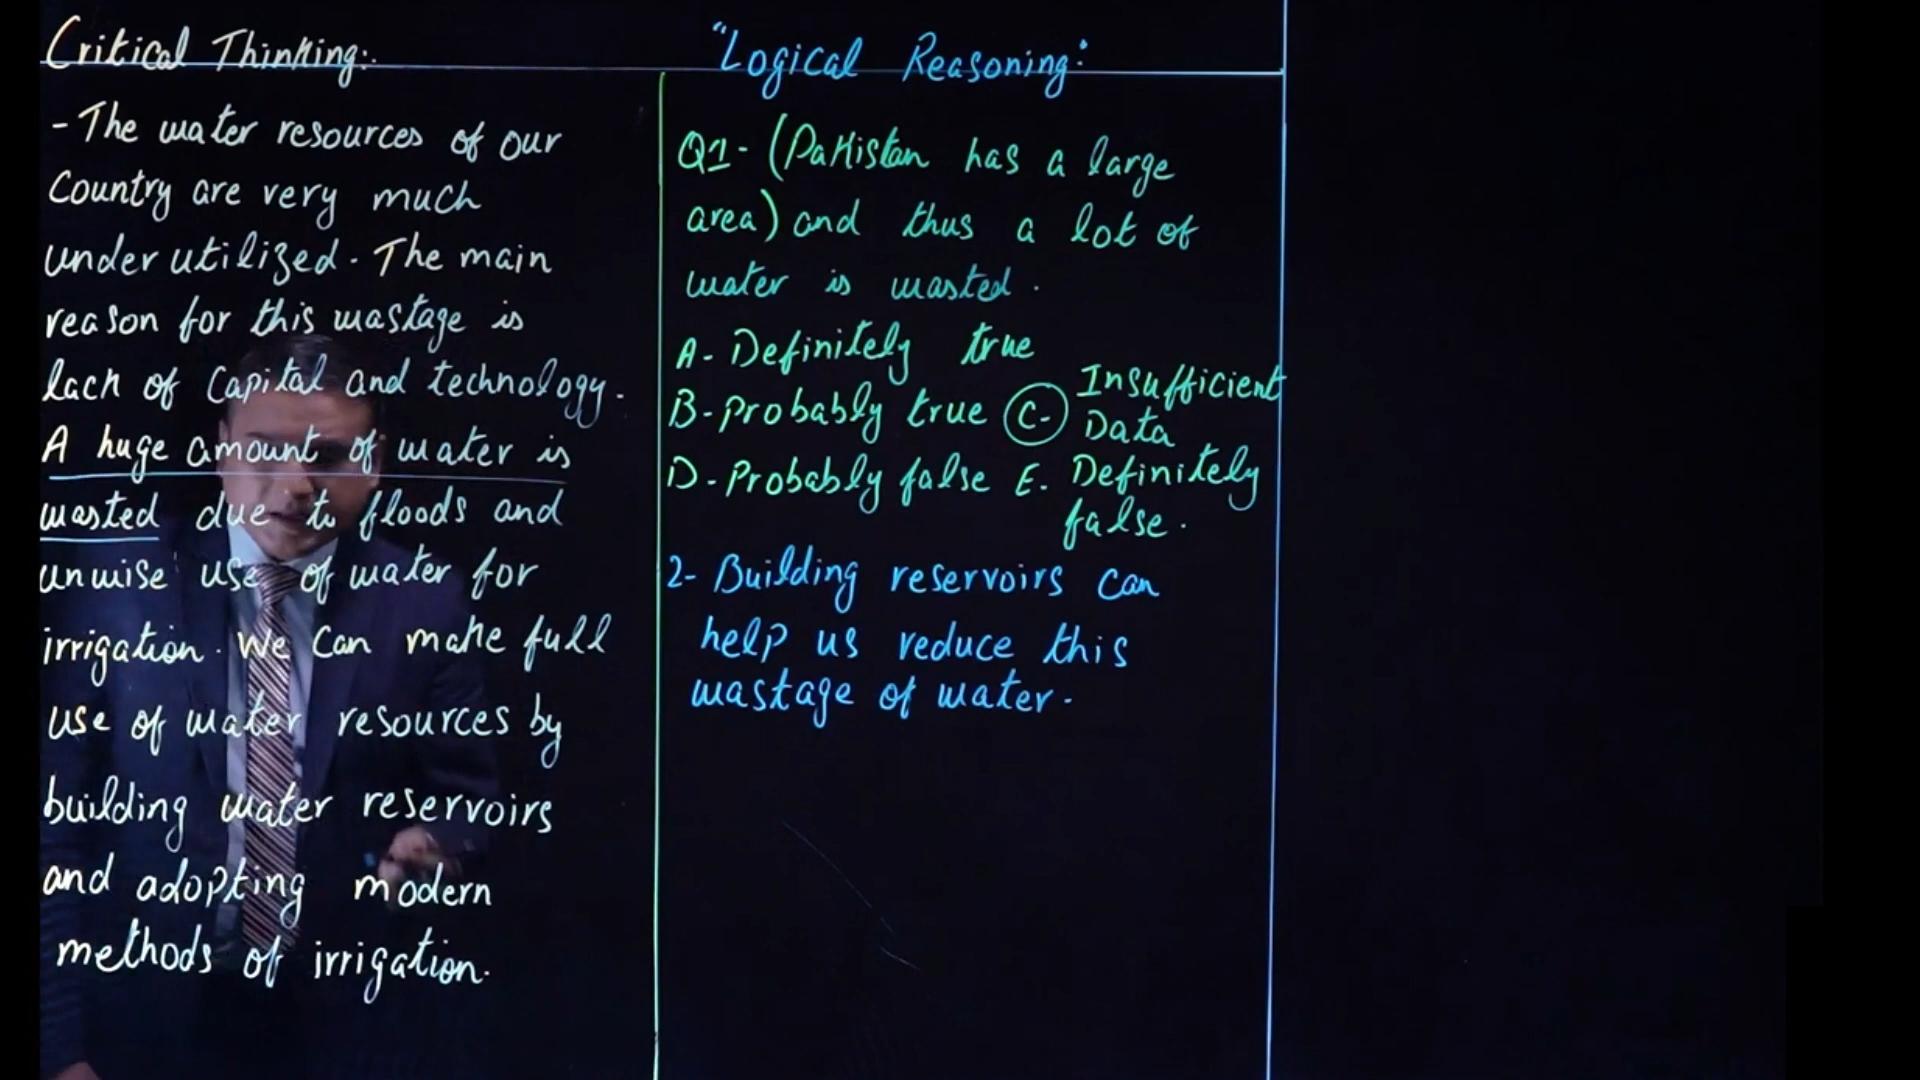 Critical Thinking:.
- The water resources of our
Country are very much
under utilized. The main
reason for this wastage is
lack of Capital and technology.
A huge amount of water is
wasted due to floods and
unwise use of water for
irrigation. We Can make full
use of water resources by
building water reservoirs
and adopting modern
methods of irrigation.
"Logical Reasoning:
Q1- (Pakistan has a large
area) and thus a lot of
water is wasted.
A- Definitely true
B- Probably true C- Insufficient
Data
D- Probably false E. Definitely
false.
2- Building reservoirs can
help us reduce this
wastage of water.